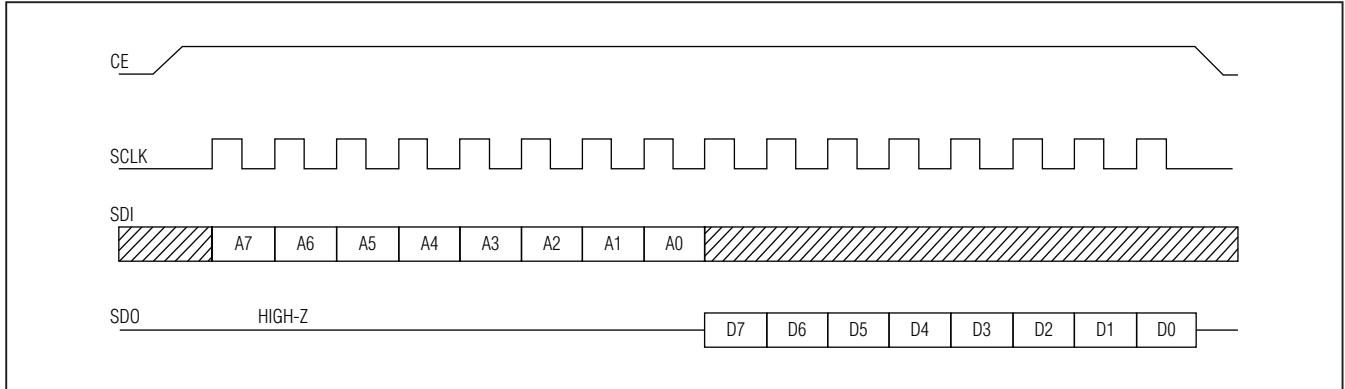 CE
SCLK
SDI
A7 A6 A5 A4 A3 A2 A1 A0
SDO HIGH-Z
D7 D6 D5 D4 D3 D2 D1 D0